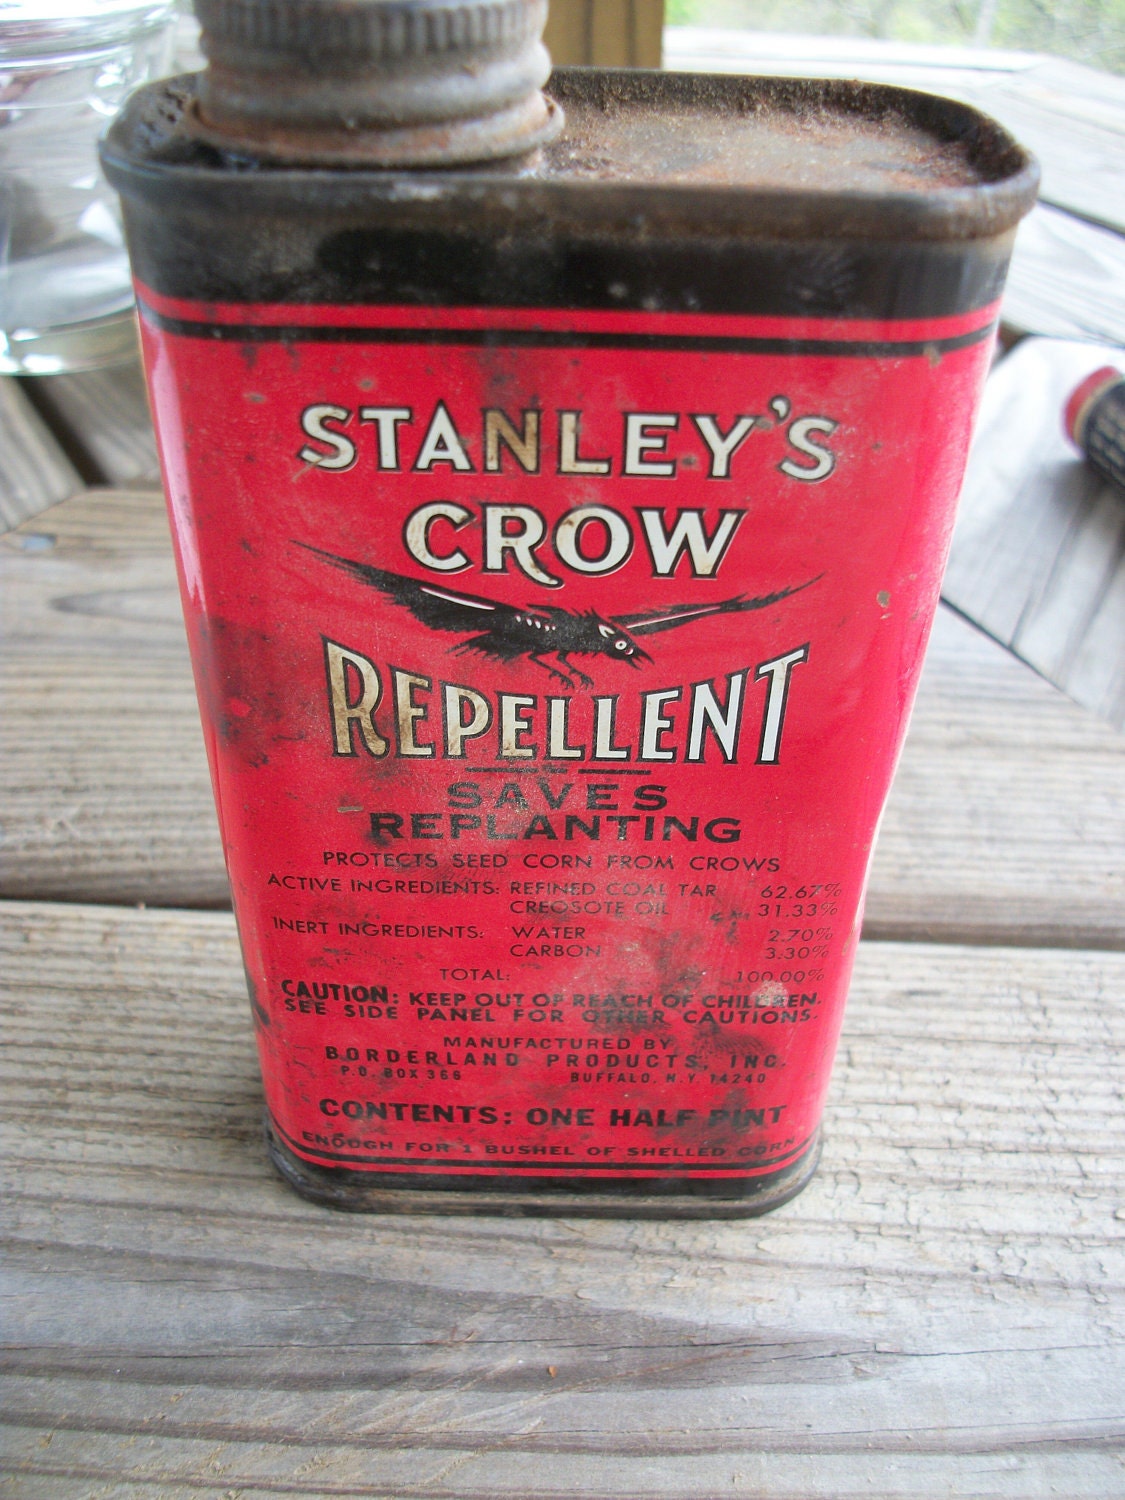 STANLEY'S
CROW
REPELLENT
SAVES
REPLANTING
PROTECTS SEED CORN FROM CROWS
ACTIVE INGREDIENTS: REFINED COAL TAR 62.67%
CREOSOTE OIL 31.33%
INERT INGREDIENTS: WATER 2.70%
CARBON 3.30%
TOTAL: 100.00%
CAUTION: KEEP OUT OF REACH OF CHILDREN.
SEE SIDE PANEL FOR OTHER CAUTIONS.
MANUFACTURED BY
BORDERLAND PRODUCTS, INC.
P.O. BOX 366 BUFFALO, N.Y. 14240
CONTENTS: ONE HALF PINT
ENOUGH FOR 1 BUSHEL OF SHELLED CORN